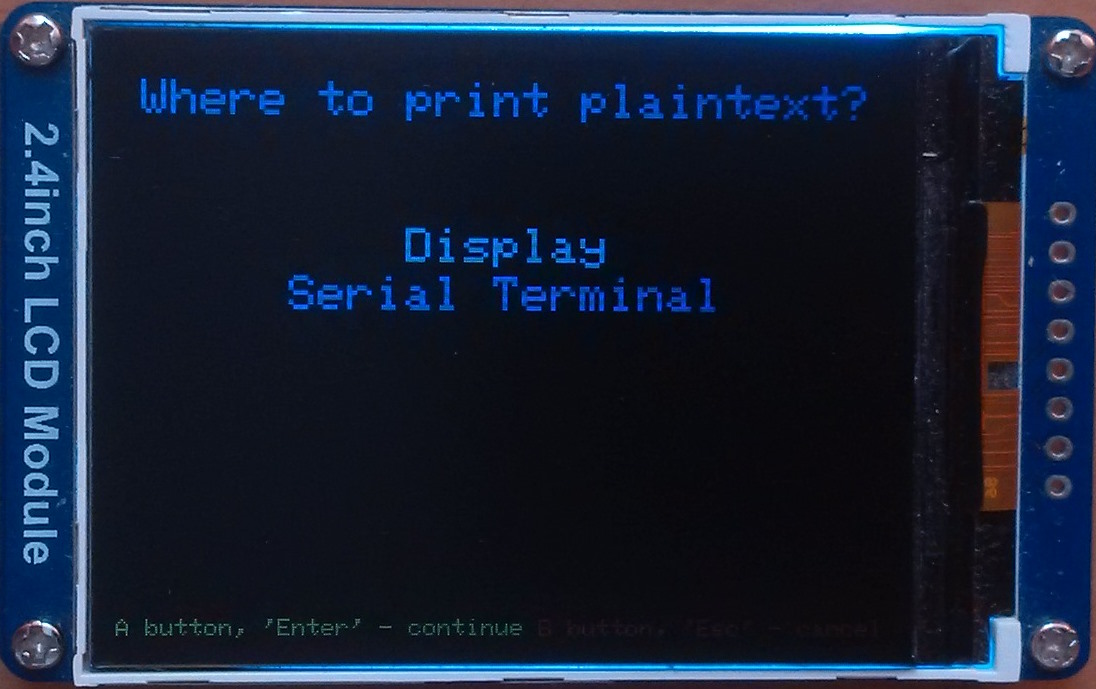 Where to print plaintext?
Display
Serial Terminal
A button, 'Enter' - continue B button, 'Esc' - cancel
2.4inch LCD Module